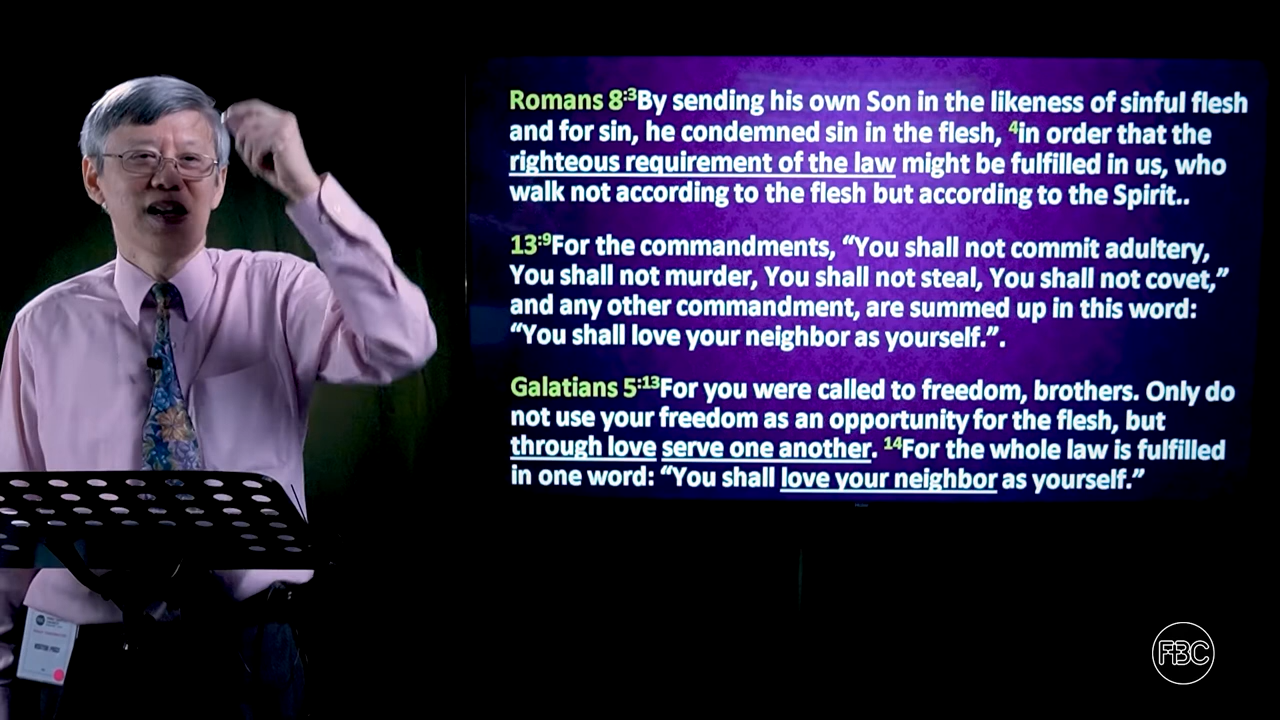 Romans 8:3By sending his own Son in the likeness of sinful flesh
and for sin, he condemned sin in the flesh, 4in order that the
righteous requirement of the law might be fulfilled in us, who
walk not according to the flesh but according to the Spirit..
13:9For the commandments, “You shall not commit adultery,
You shall not murder, You shall not steal, You shall not covet,”
and any other commandment, are summed up in this word:
“You shall love your neighbor as yourself.”.
Galatians 5:13For you were called to freedom, brothers. Only do
not use your freedom as an opportunity for the flesh, but
through love serve one another. 14For the whole law is fulfilled
in one word: “You shall love your neighbor as yourself.”
FBC